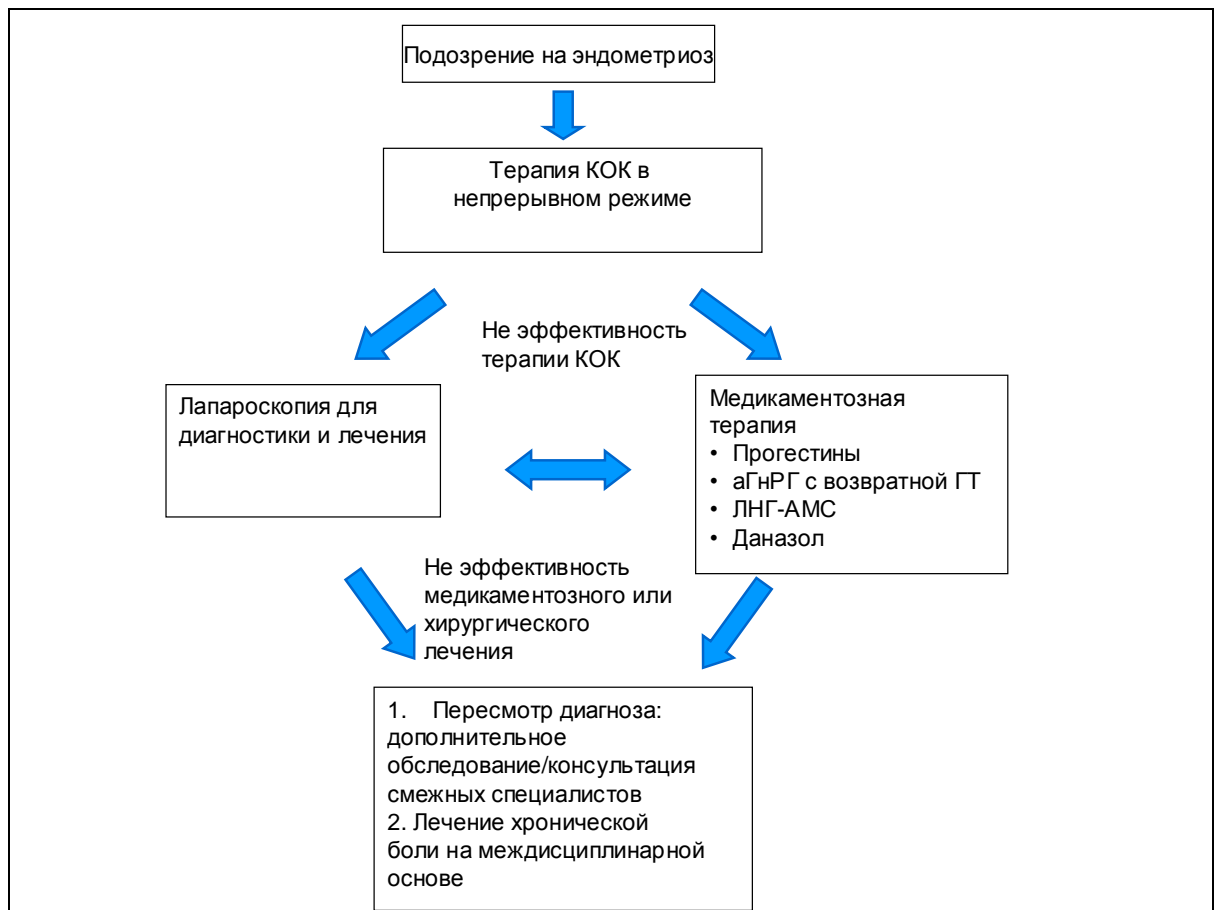 Подозрение на эндометриоз
Терапия КОК в
непрерывном режиме
Не эффективность
терапии КОК
Лапароскопия для
диагностики и лечения
Медикаментозная
терапия
• Прогестины
• аГнРГ с возвратной ГТ
• ЛНГ-АМС
• Даназол
Не эффективность
медикаментозного или
хирургического
лечения
1. Пересмотр диагноза:
дополнительное
обследование/консультация
смежных специалистов
2. Лечение хронической
боли на междисциплинарной
основе